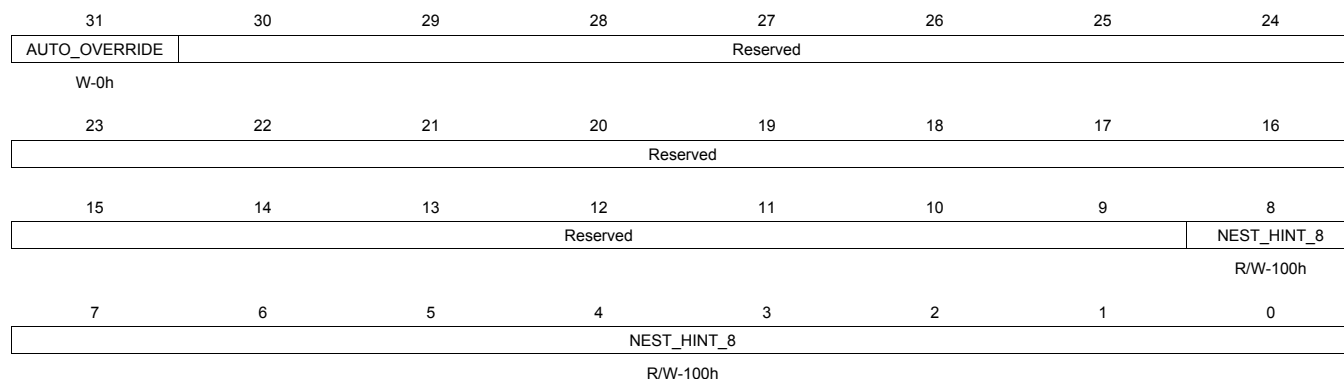 31 30 29 28 27 26 25 24
AUTO_OVERRIDE Reserved
W-0h
23 22 21 20 19 18 17 16
Reserved
15 14 13 12 11 10 9 8
Reserved NEST_HINT_8
R/W-100h
7 6 5 4 3 2 1 0
NEST_HINT_8
R/W-100h